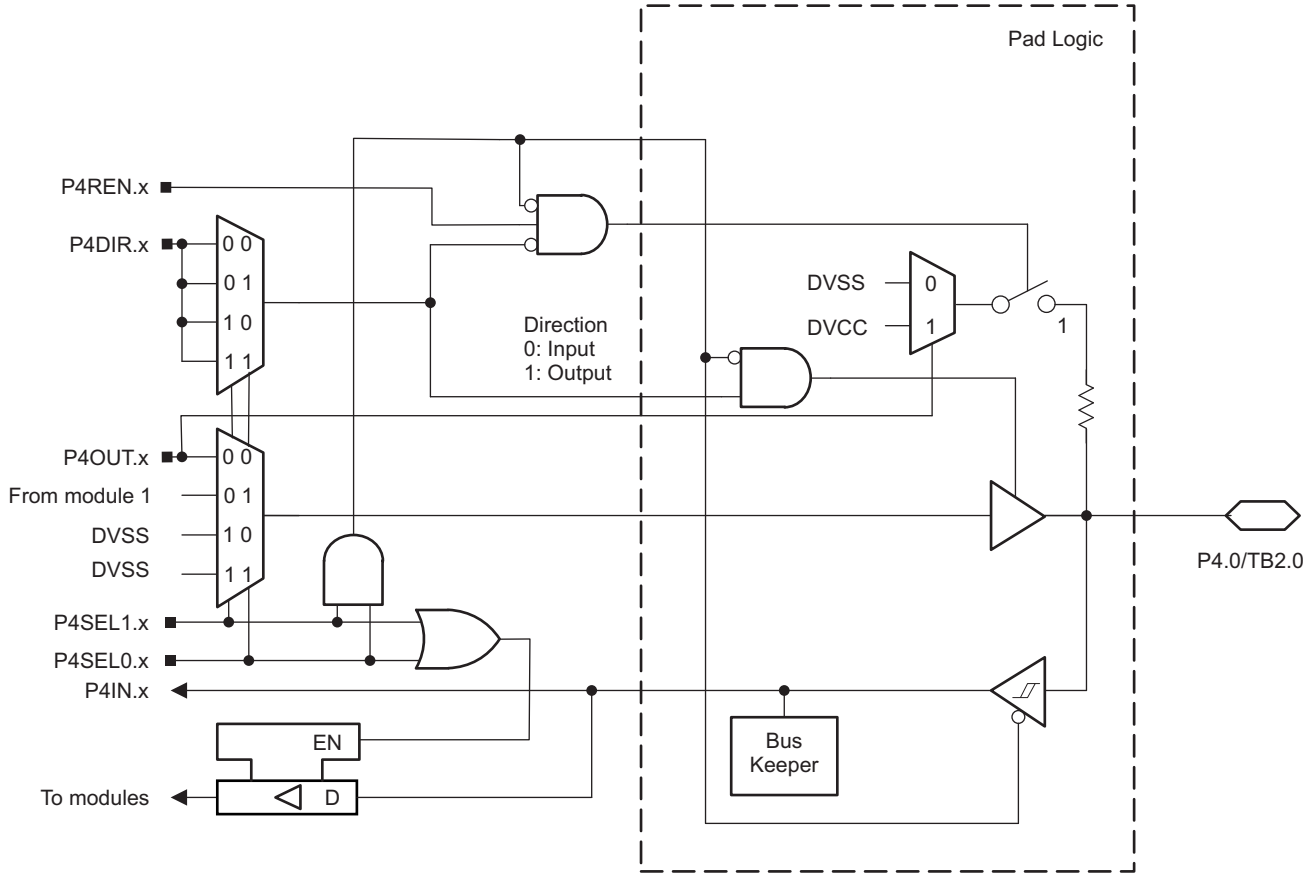 Pad Logic
P4REN.x
P4DIR.x
0 0
0 1
1 0
1 1
Direction
0: Input
1: Output
DVSS
DVCC
0
1
1
P4OUT.x
From module 1
DVSS
DVSS
0 0
0 1
1 0
1 1
P4.0/TB2.0
P4SEL1.x
P4SEL0.x
P4IN.x
Bus
Keeper
EN
D
To modules